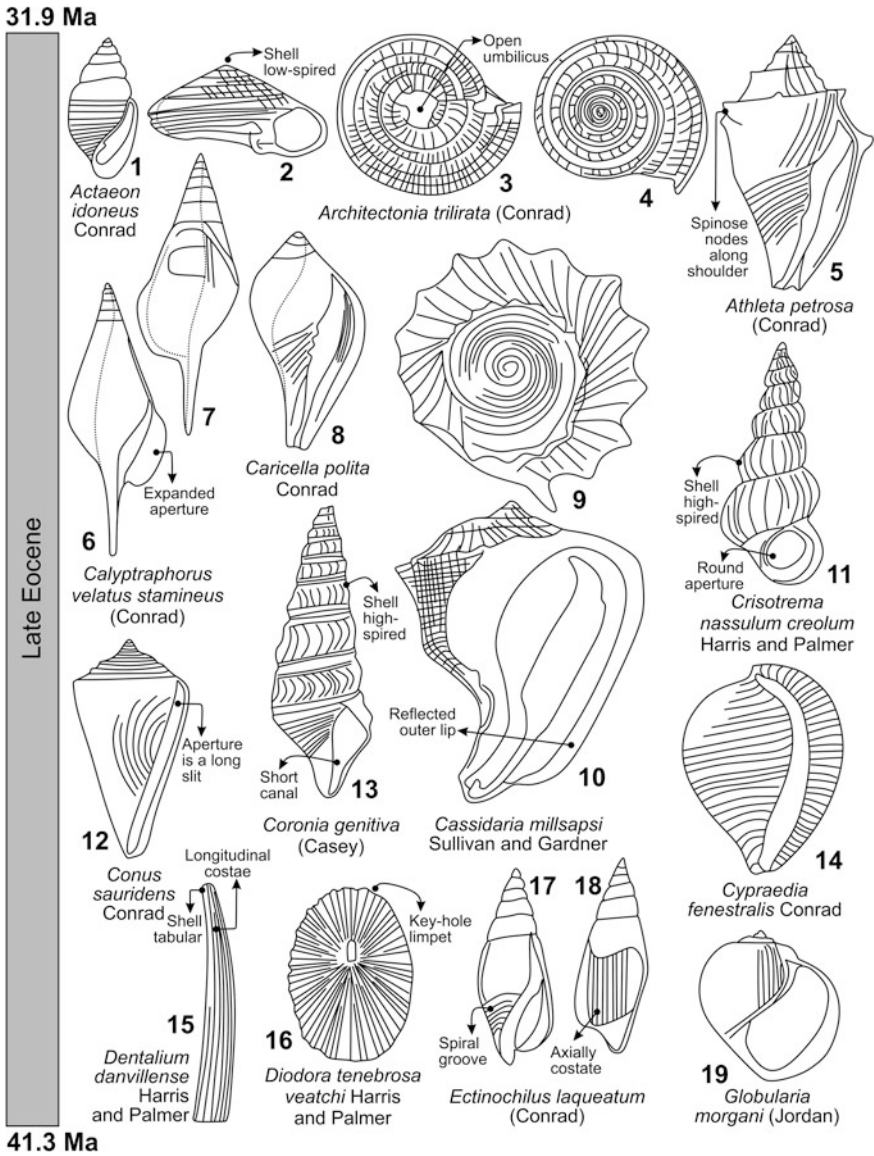 31.9 Ma
Late Eocene
41.3 Ma
1
Actaeon
idoneus
Conrad
Shell
low-spired
2
Open
umbilicus
3
4
Architectonia trilirata (Conrad)
Spinose
nodes
along
shoulder
5
Athleta petrosa
(Conrad)
7
Expanded
aperture
6
Calyptraphorus
velatus stamineus
(Conrad)
8
Caricella polita
Conrad
9
Reflected
outer lip
10
Cassidaria millsapsi
Sullivan and Gardner
Shell
high-
spired
Round
aperture
11
Crisotrema
nassulum creolum
Harris and Palmer
Aperture
is a long
slit
12
Conus
sauridens
Conrad
Shell
high-
spired
Short
canal
13
Coronia genitiva
(Casey)
14
Cypraedia
fenestralis Conrad
Longitudinal
costae
Shell
tabular
15
Dentalium
danvillense
Harris
and Palmer
Key-hole
limpet
16
Diodora tenebrosa
veatchi Harris
and Palmer
17
18
Spiral
groove
Axially
costate
Ectinochilus laqueatum
(Conrad)
19
Globularia
morgani (Jordan)